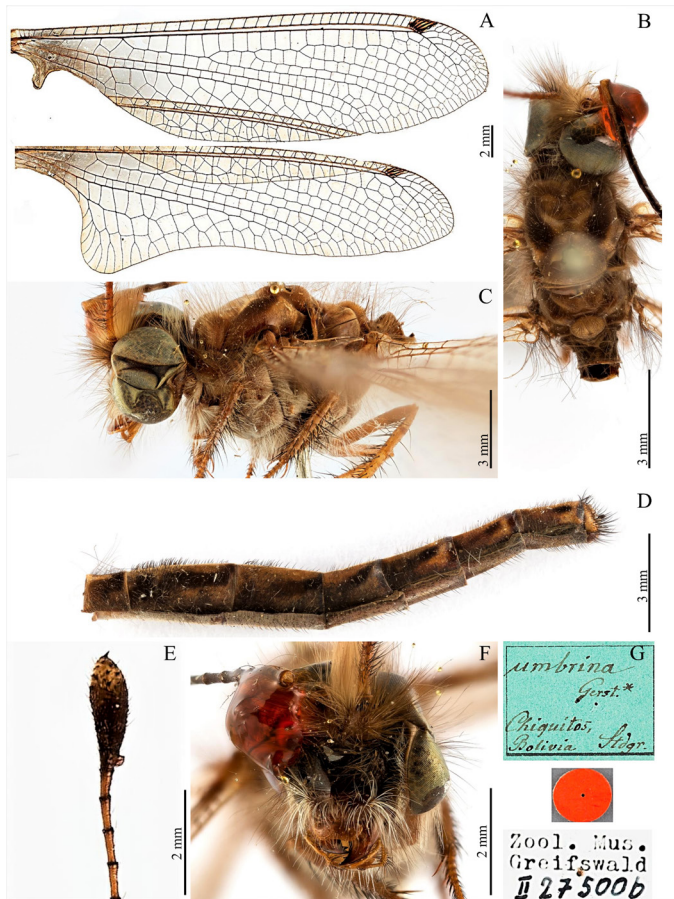 A
B
2 mm
C
3 mm
3 mm
D
3 mm
E
2 mm
F
2 mm
G
umbrina
Gerst.*
Chiquitos,
Bolivia Stdgr.
Zool. Mus.
Greifswald
II 27500b